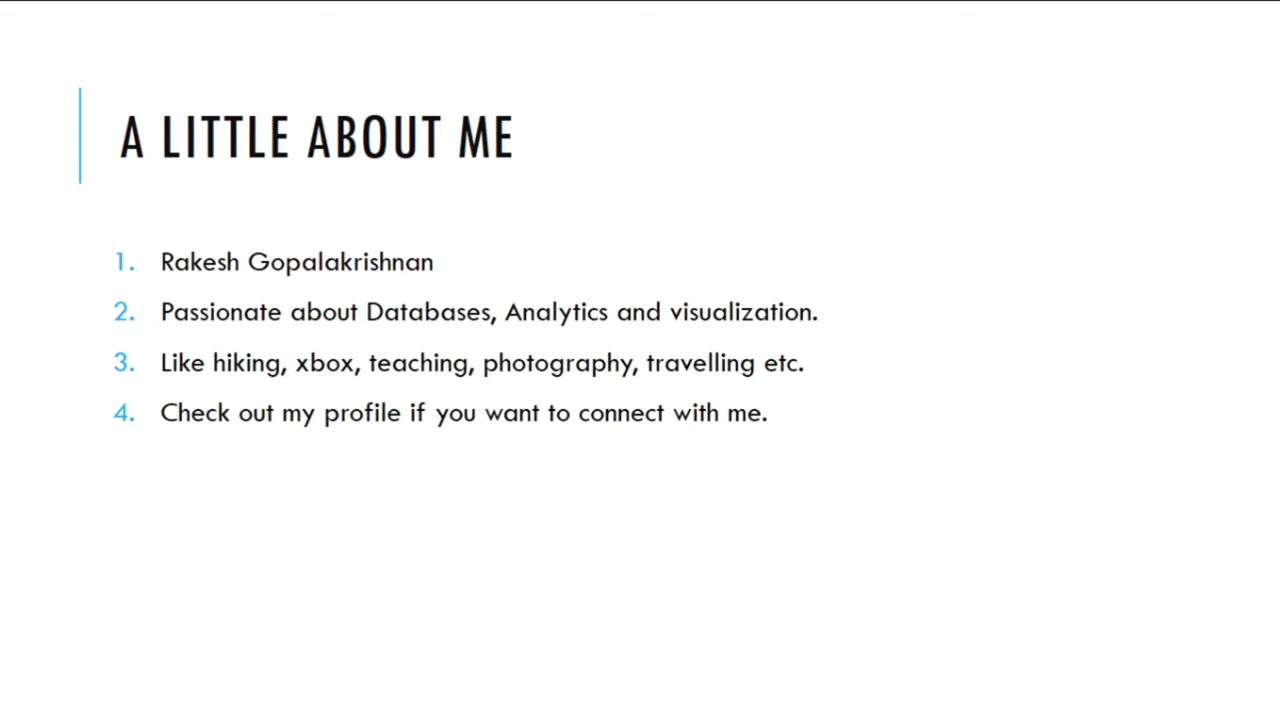 A LITTLE ABOUT ME
1. Rakesh Gopalakrishnan
2. Passionate about Databases, Analytics and visualization.
3. Like hiking, xbox, teaching, photography, travelling etc.
4. Check out my profile if you want to connect with me.